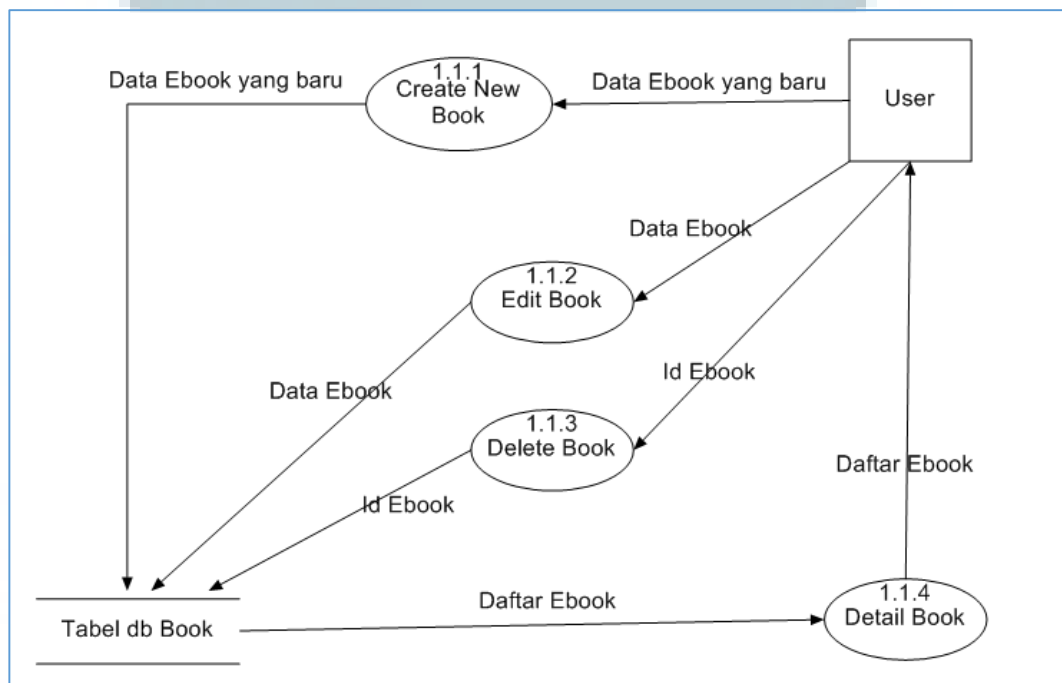 Data Ebook yang baru
1.1.1
Create New
Book
Data Ebook yang baru
User
Data Ebook
1.1.2
Edit Book
Data Ebook
Id Ebook
1.1.3
Delete Book
Id Ebook
Daftar Ebook
Tabel db Book
Daftar Ebook
1.1.4
Detail Book